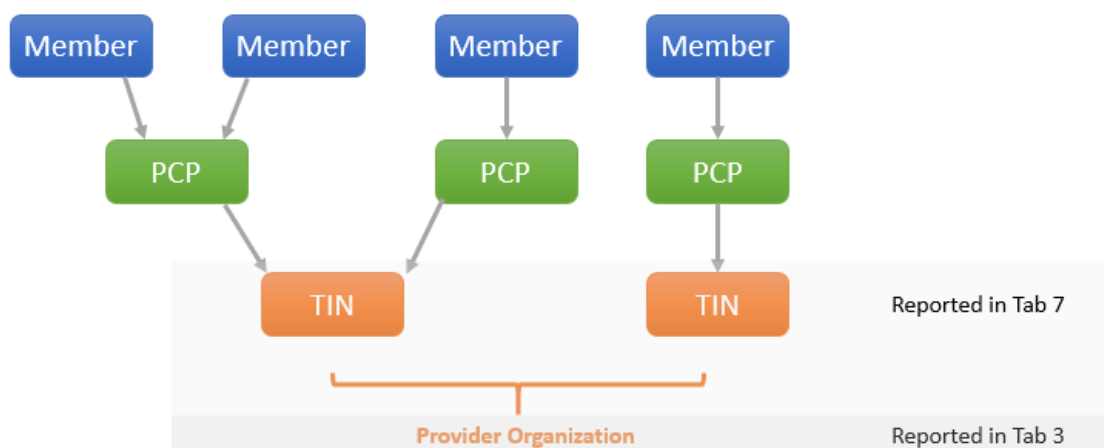 Member
Member
Member
Member
PCP
PCP
PCP
TIN
TIN
Reported in Tab 7
Provider Organization
Reported in Tab 3